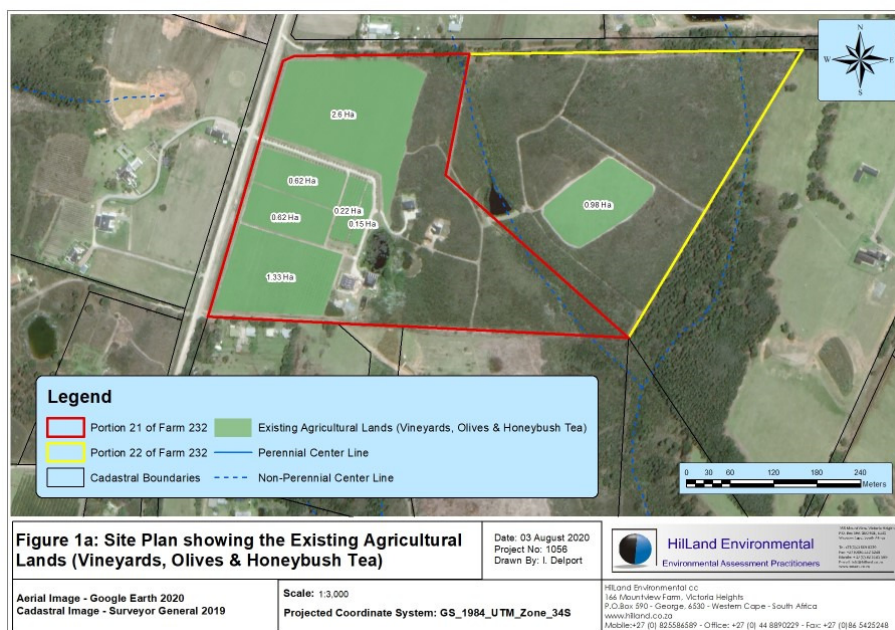 N
W E
S
2.6 Ha
0.62 Ha
0.62 Ha
0.22 Ha
0.15 Ha
0.98 Ha
1.33 Ha
Legend
Portion 21 of Farm 232
Existing Agricultural Lands (Vineyards, Olives & Honeybush Tea)
Portion 22 of Farm 232
Perennial Center Line
Cadastral Boundaries
Non-Perennial Center Line
0 30 60 120 180 240
Meters
Figure 1a: Site Plan showing the Existing Agricultural
Lands (Vineyards, Olives & Honeybush Tea)
Date: 03 August 2020
Project No: 1056
Drawn By: I. Delport
HilLand Environmental
Environmental Assessment Practitioners
Aerial Image - Google Earth 2020
Cadastral Image - Surveyor General 2019
Scale: 1:3,000
Projected Coordinate System: GS_1984_UTM_Zone_34S
HilLand Environmental cc
166 Mountview Farm, Victoria Heights
P.O.Box 590 - George, 6530 - Western Cape - South Africa
www.hilland.co.za
Mobile:+27 (0) 825586589 - Office: +27 (0) 44 8890229 - Fax: +27 (0)86 5425248